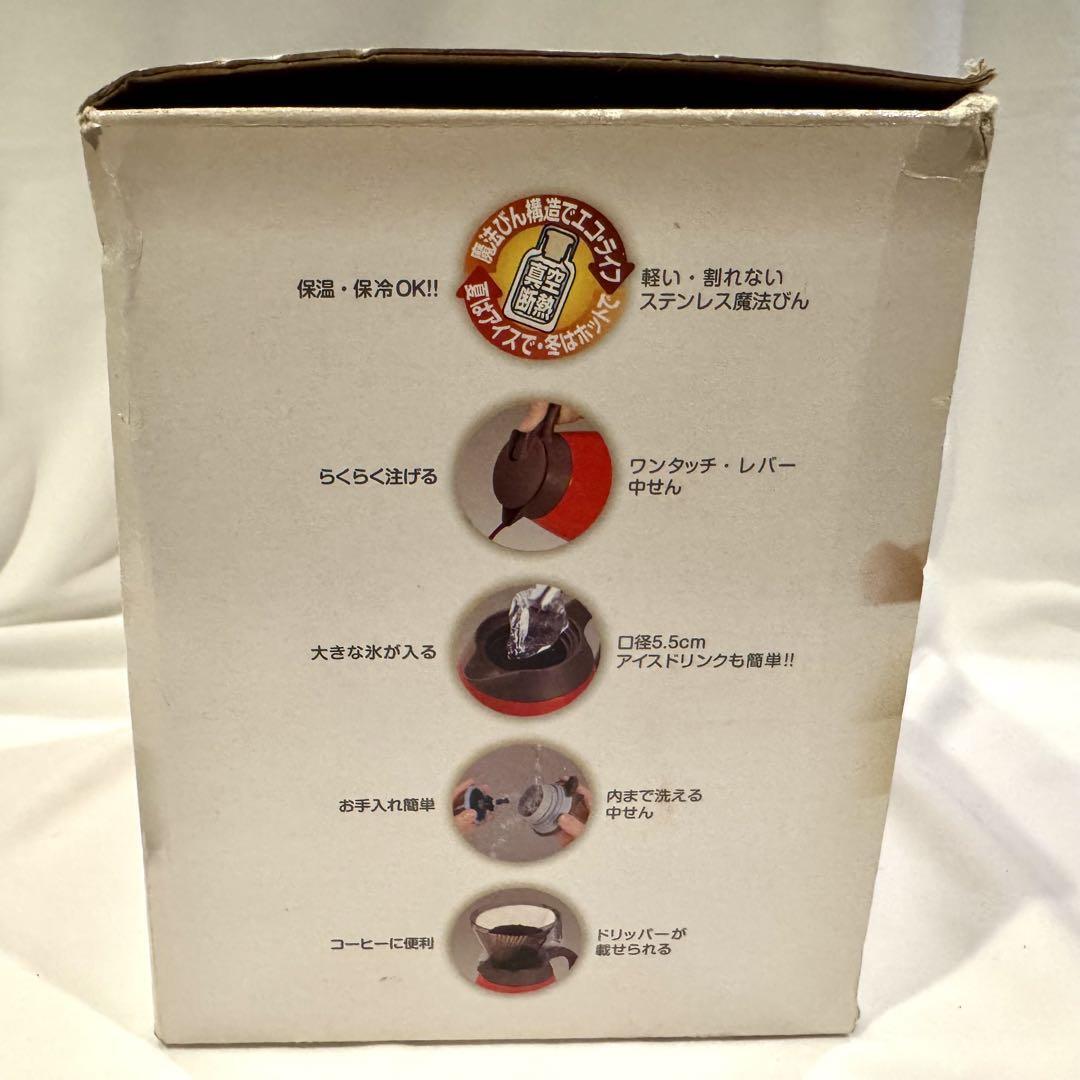 保温・保冷OK!!
魔法びん構造でエコ・ライフ
真空
断熱
夏はアイスで・冬はホットで
軽い・割れない
ステンレス魔法びん
らくらく注げる
ワンタッチ・レバー
中せん
大きな氷が入る
口径5.5cm
アイスドリンクも簡単!!
お手入れ簡単
内まで洗える
中せん
コーヒーに便利
ドリッパーが
載せられる